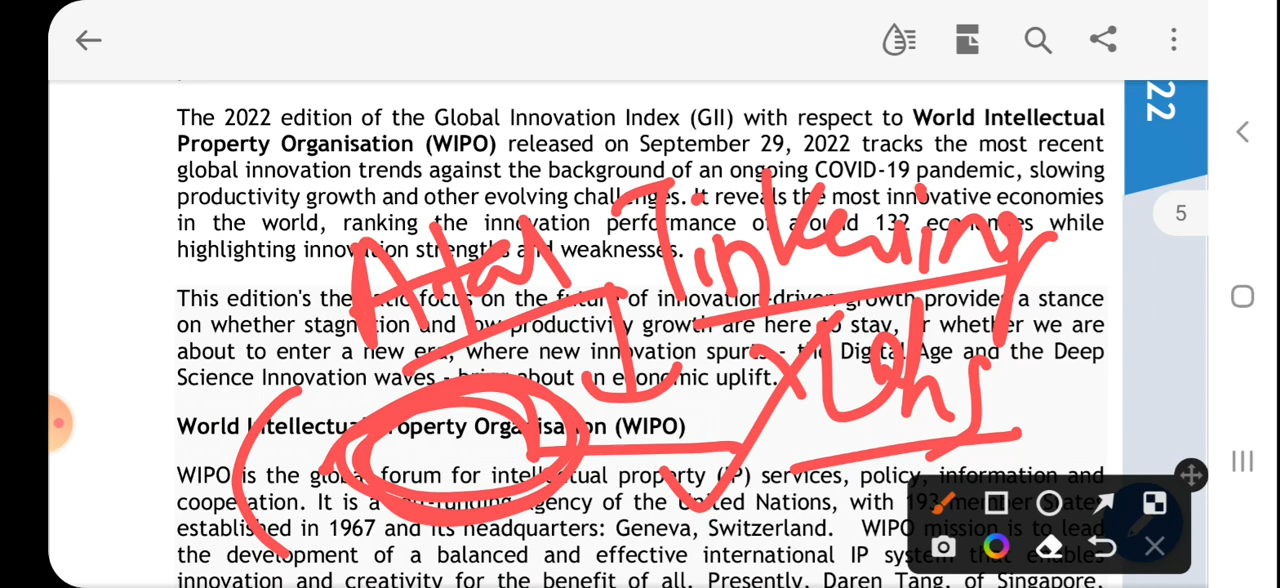 22
5
The 2022 edition of the Global Innovation Index (GII) with respect to World Intellectual
Property Organisation (WIPO) released on September 29, 2022 tracks the most recent
global innovation trends against the background of an ongoing COVID-19 pandemic, slowing
productivity growth and other evolving challenges. It reveals the most innovative economies
in the world, ranking the innovation performance of around 132 economies while
highlighting innovation strengths and weaknesses.
Atal Tinkering
This edition's thematic focus on the future of innovation-driven growth provides a stance
on whether stagnation and low productivity growth are here to stay, or whether we are
about to enter a new era, where new innovation spurts - the Digital Age and the Deep
Science Innovation waves - bring about an economic uplift.
World Intellectual Property Organisation (WIPO)
WIPO is the global forum for intellectual property (IP) services, policy, information and
cooperation. It is a self-funding agency of the United Nations, with 193 member States
established in 1967 and its headquarters: Geneva, Switzerland. WIPO mission is to lead
the development of a balanced and effective international IP system that enables
innovation and creativity for the benefit of all. Presently, Daren Tang, of Singapore,